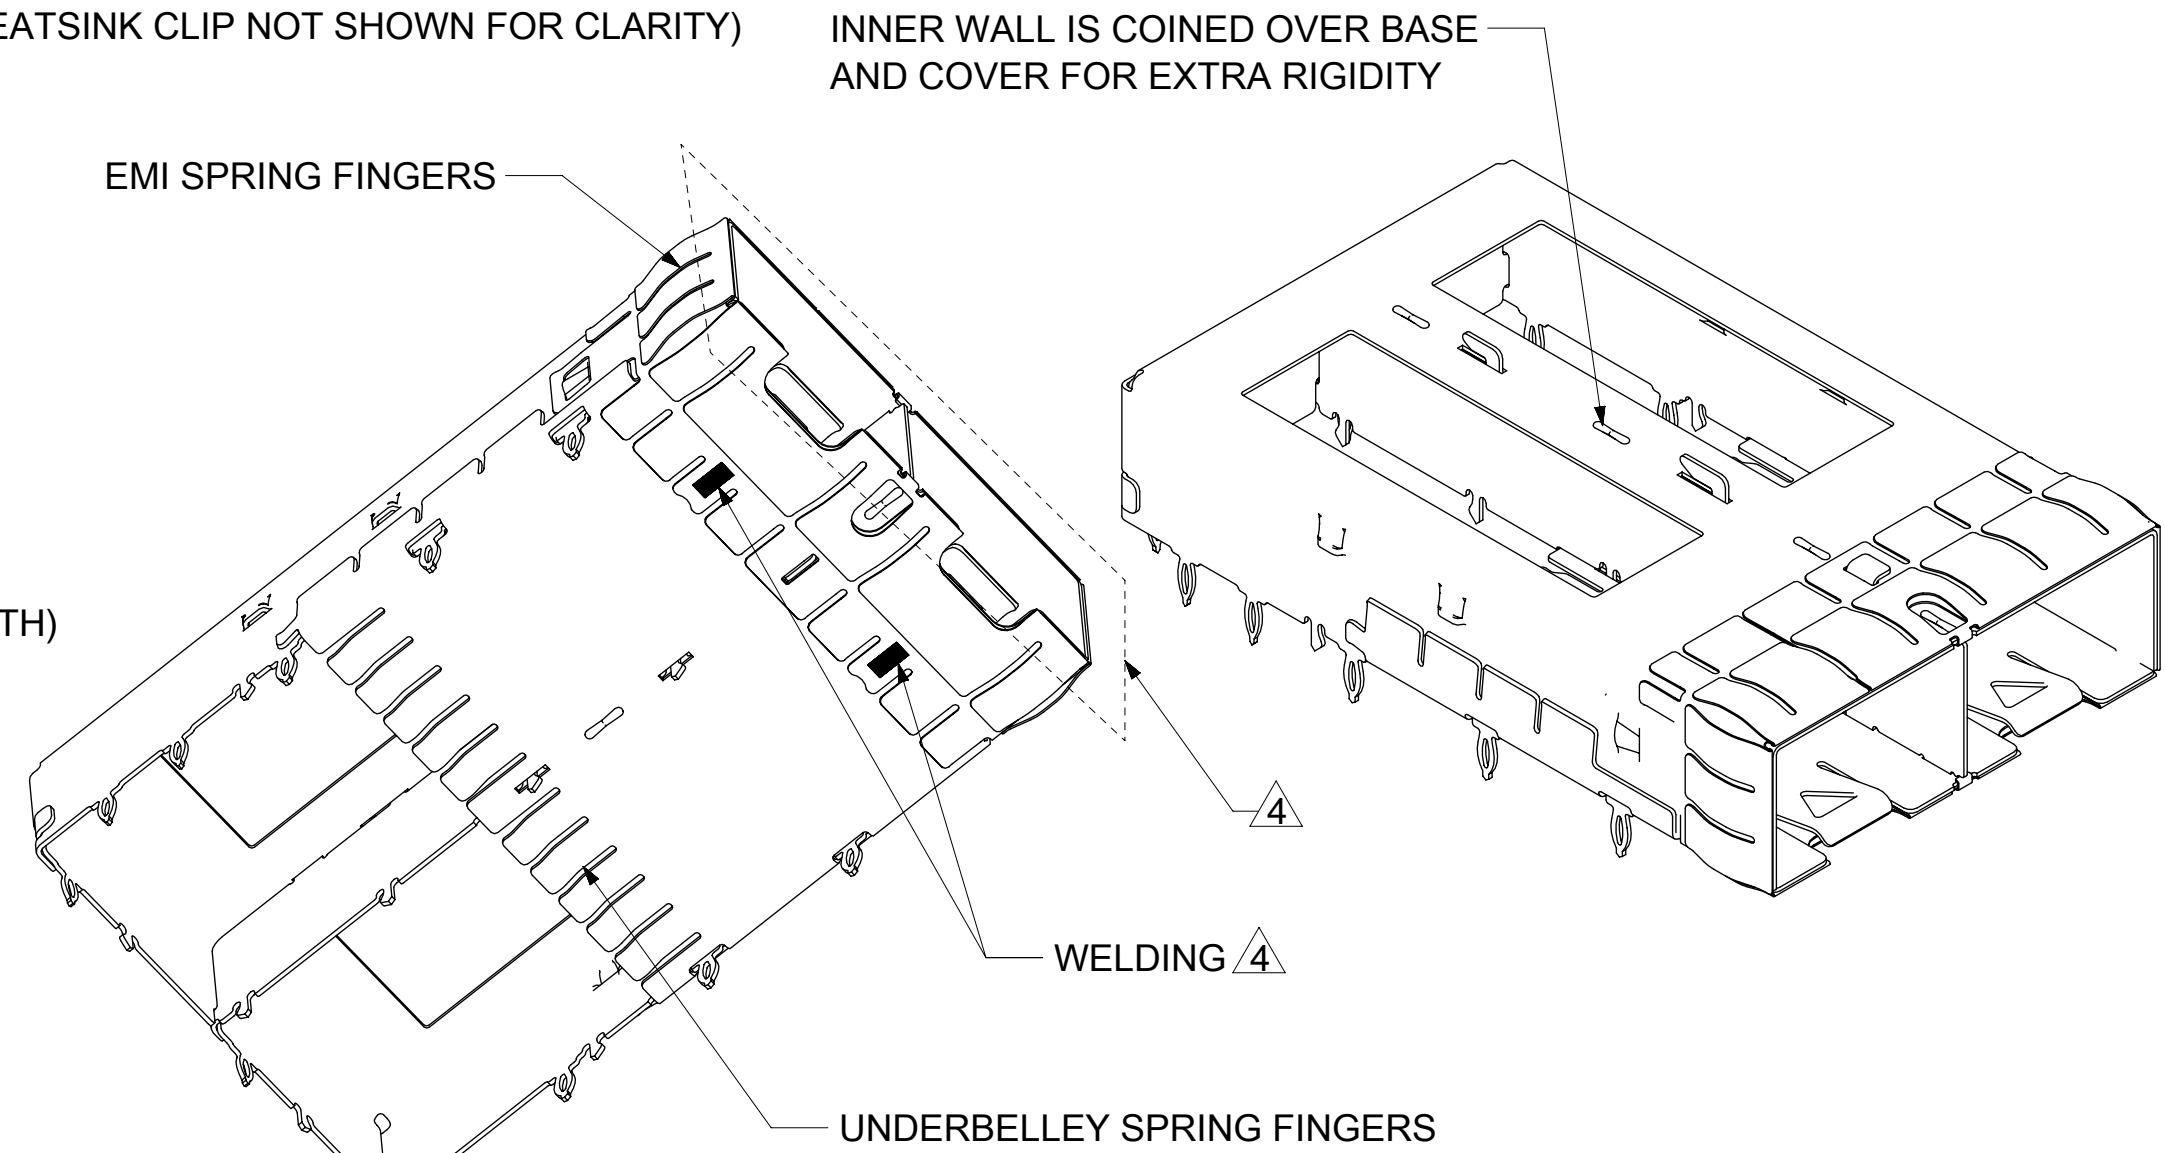 EATSINK CLIP NOT SHOWN FOR CLARITY)
INNER WALL IS COINED OVER BASE
AND COVER FOR EXTRA RIGIDITY
EMI SPRING FINGERS
TH)
4
WELDING 4
UNDERBELLEY SPRING FINGERS